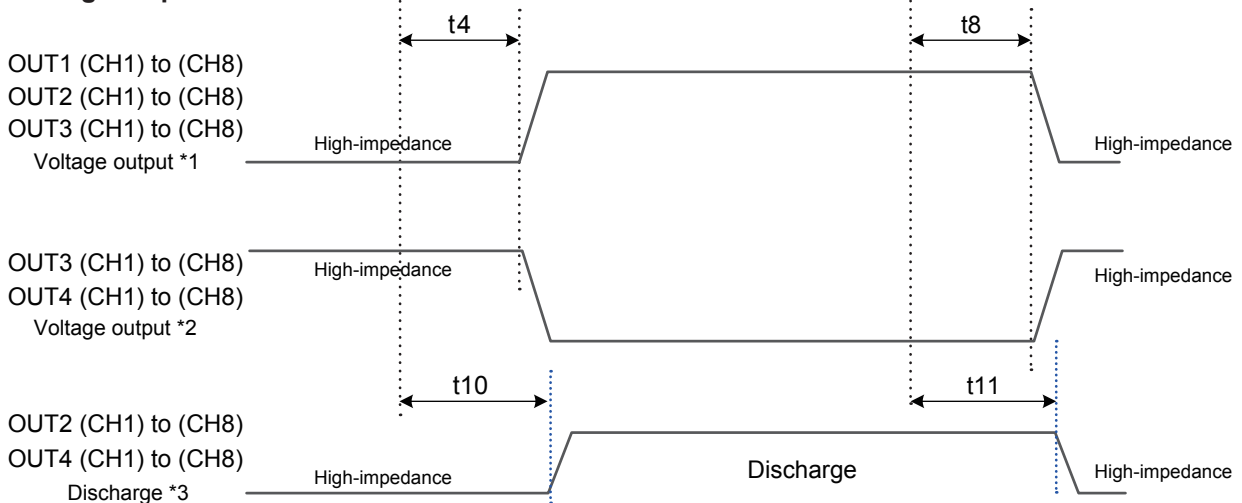 t4
t8
OUT1 (CH1) to (CH8)
OUT2 (CH1) to (CH8)
OUT3 (CH1) to (CH8)
Voltage output *1
High-impedance
High-impedance
OUT3 (CH1) to (CH8)
OUT4 (CH1) to (CH8)
Voltage output *2
High-impedance
High-impedance
t10
t11
OUT2 (CH1) to (CH8)
OUT4 (CH1) to (CH8)
Discharge *3
High-impedance
Discharge
High-impedance